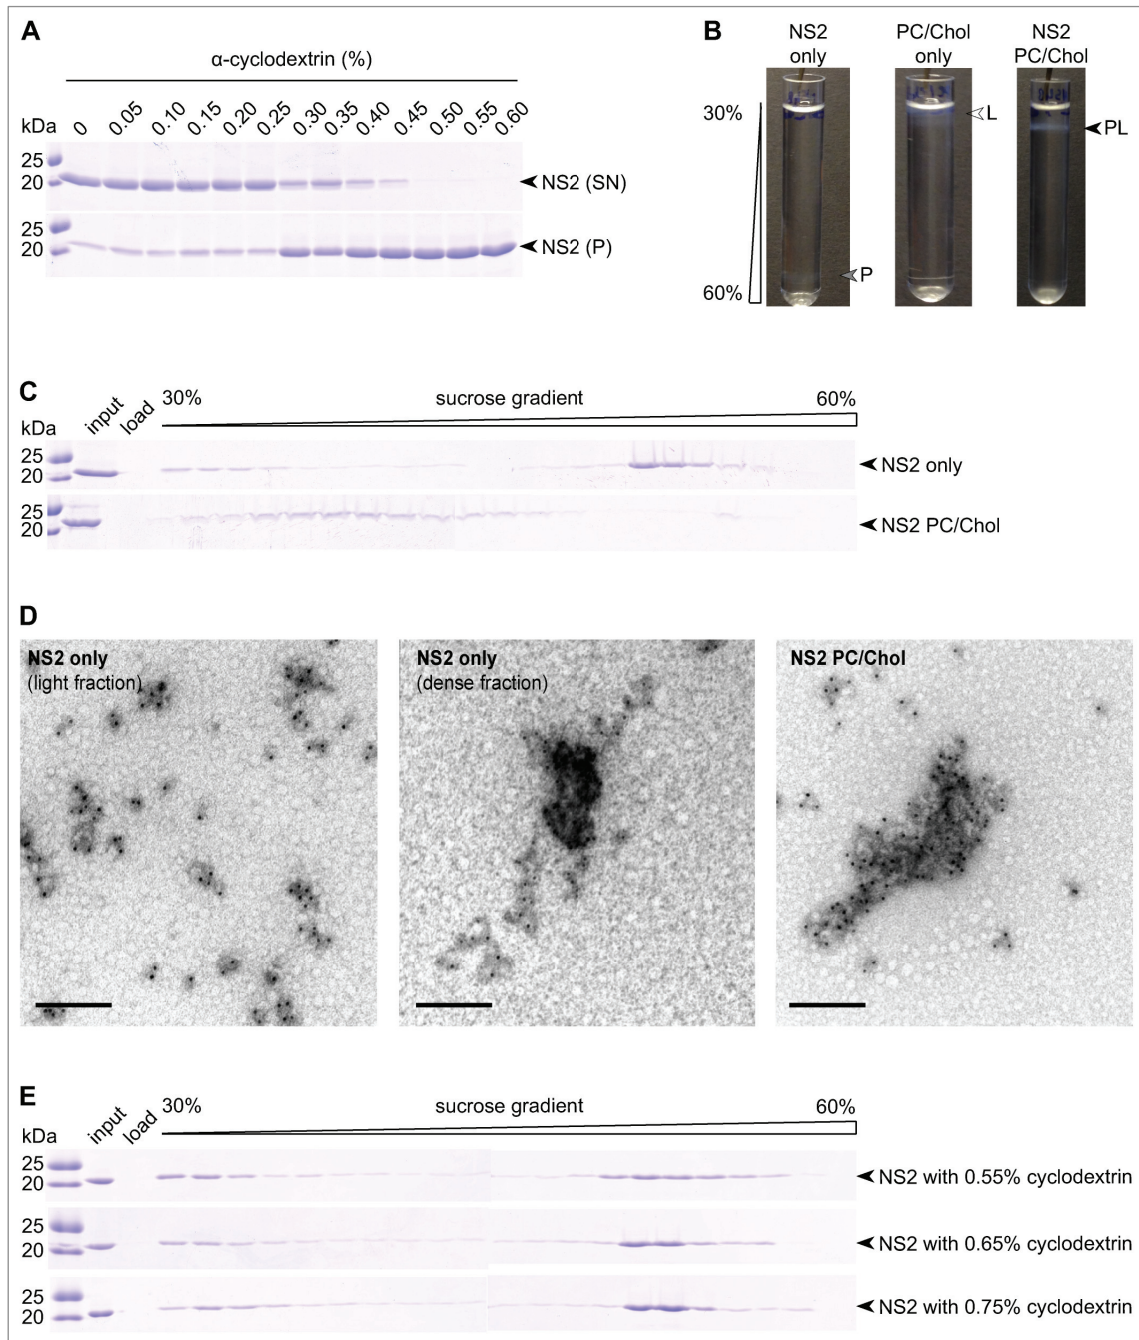 A
α-cyclodextrin (%)
kDa
0 0.05 0.10 0.15 0.20 0.25 0.30 0.35 0.40 0.45 0.50 0.55 0.60
25
20
NS2 (SN)
25
20
NS2 (P)
B
NS2 only
PC/Chol only
NS2 PC/Chol
30%
60%
P
L
PL
C
kDa
input load
30% sucrose gradient 60%
25
20
NS2 only
25
20
NS2 PC/Chol
D
NS2 only
(light fraction)
NS2 only
(dense fraction)
NS2 PC/Chol
E
kDa
input load
30% sucrose gradient 60%
25
20
NS2 with 0.55% cyclodextrin
25
20
NS2 with 0.65% cyclodextrin
25
20
NS2 with 0.75% cyclodextrin